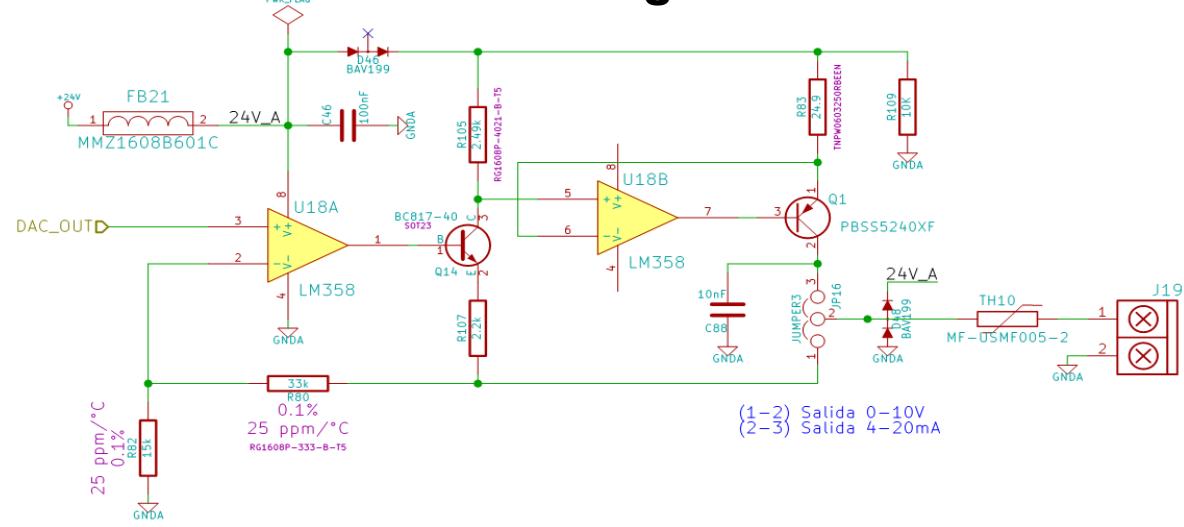 PWR_FLAG
g
D46
BAV199
+24V
FB21
1
2
MMZ1608B601C
24V_A
C46
100nF
GNDA
R105
2.49k
RG1608P-4021-B-T5
R83
24.9
TNPW0603250RBEEN
R109
10K
GNDA
DAC_OUT
3
2
8
4
1
+
V+
-
V-
U18A
LM358
GNDA
BC817-40
SOT23
B
1
C
3
E
2
Q14
R107
2.2k
8
5
6
+
V+
-
V-
4
7
U18B
LM358
3
1
2
Q1
PBSS5240XF
10nF
C88
GNDA
JUMPER3
JP16
3
2
1
24V_A
D48
BAV199
GNDA
TH10
MF-USMF005-2
J19
1
2
GNDA
33k
R80
0.1%
25 ppm/°C
RG1608P-333-B-T5
25 ppm/°C
0.1%
R82
15k
GNDA
(1-2) Salida 0-10V
(2-3) Salida 4-20mA